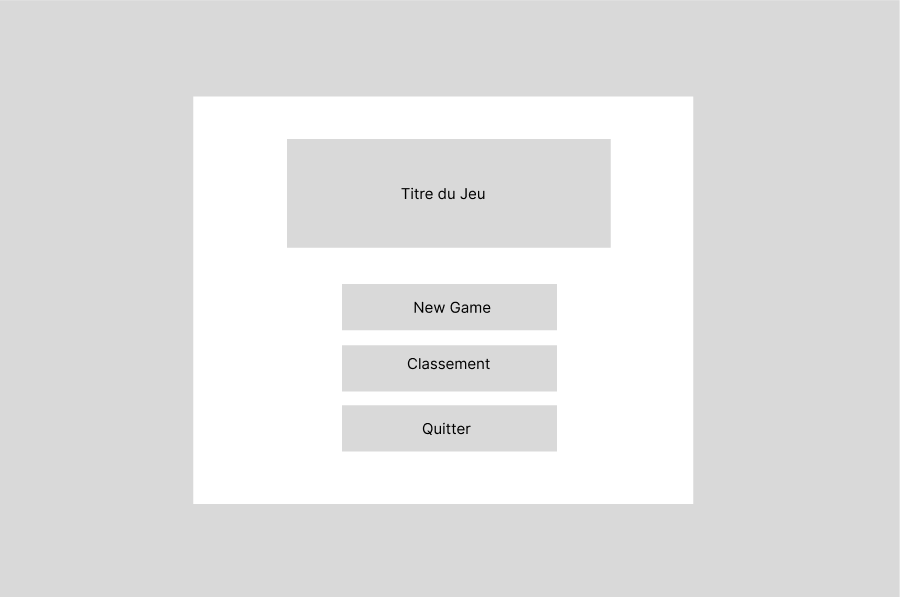 Titre du Jeu
New Game
Classement
Quitter